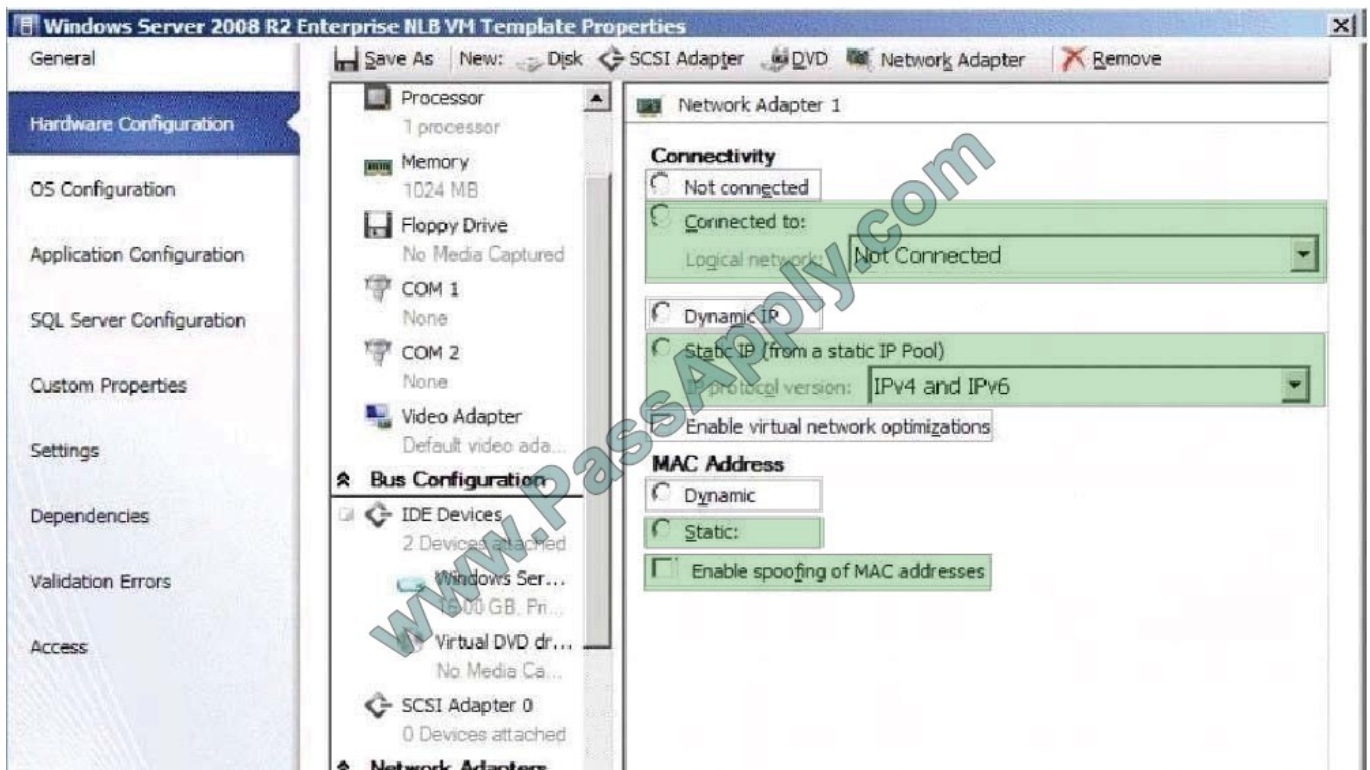 Windows Server 2008 R2 Enterprise NLB VM Template Properties
General
Hardware Configuration
OS Configuration
Application Configuration
SQL Server Configuration
Custom Properties
Settings
Dependencies
Validation Errors
Access
Save As New: Disk SCSI Adapter DVD Network Adapter Remove
Processor
1 processor
Memory
1024 MB
Floppy Drive
No Media Captured
COM 1
None
COM 2
None
Video Adapter
Default video ada...
Bus Configuration
IDE Devices
2 Devices attached
Windows Ser...
16.00 GB, Pri...
Virtual DVD dr...
No Media Ca...
SCSI Adapter 0
0 Devices attached
Network Adapters
Network Adapter 1
Connectivity
Not connected
Connected to:
Logical network: Not Connected
Dynamic IP
Static IP (from a static IP Pool)
IP protocol version: IPv4 and IPv6
Enable virtual network optimizations
MAC Address
Dynamic
Static:
Enable spoofing of MAC addresses
www.PassApply.com